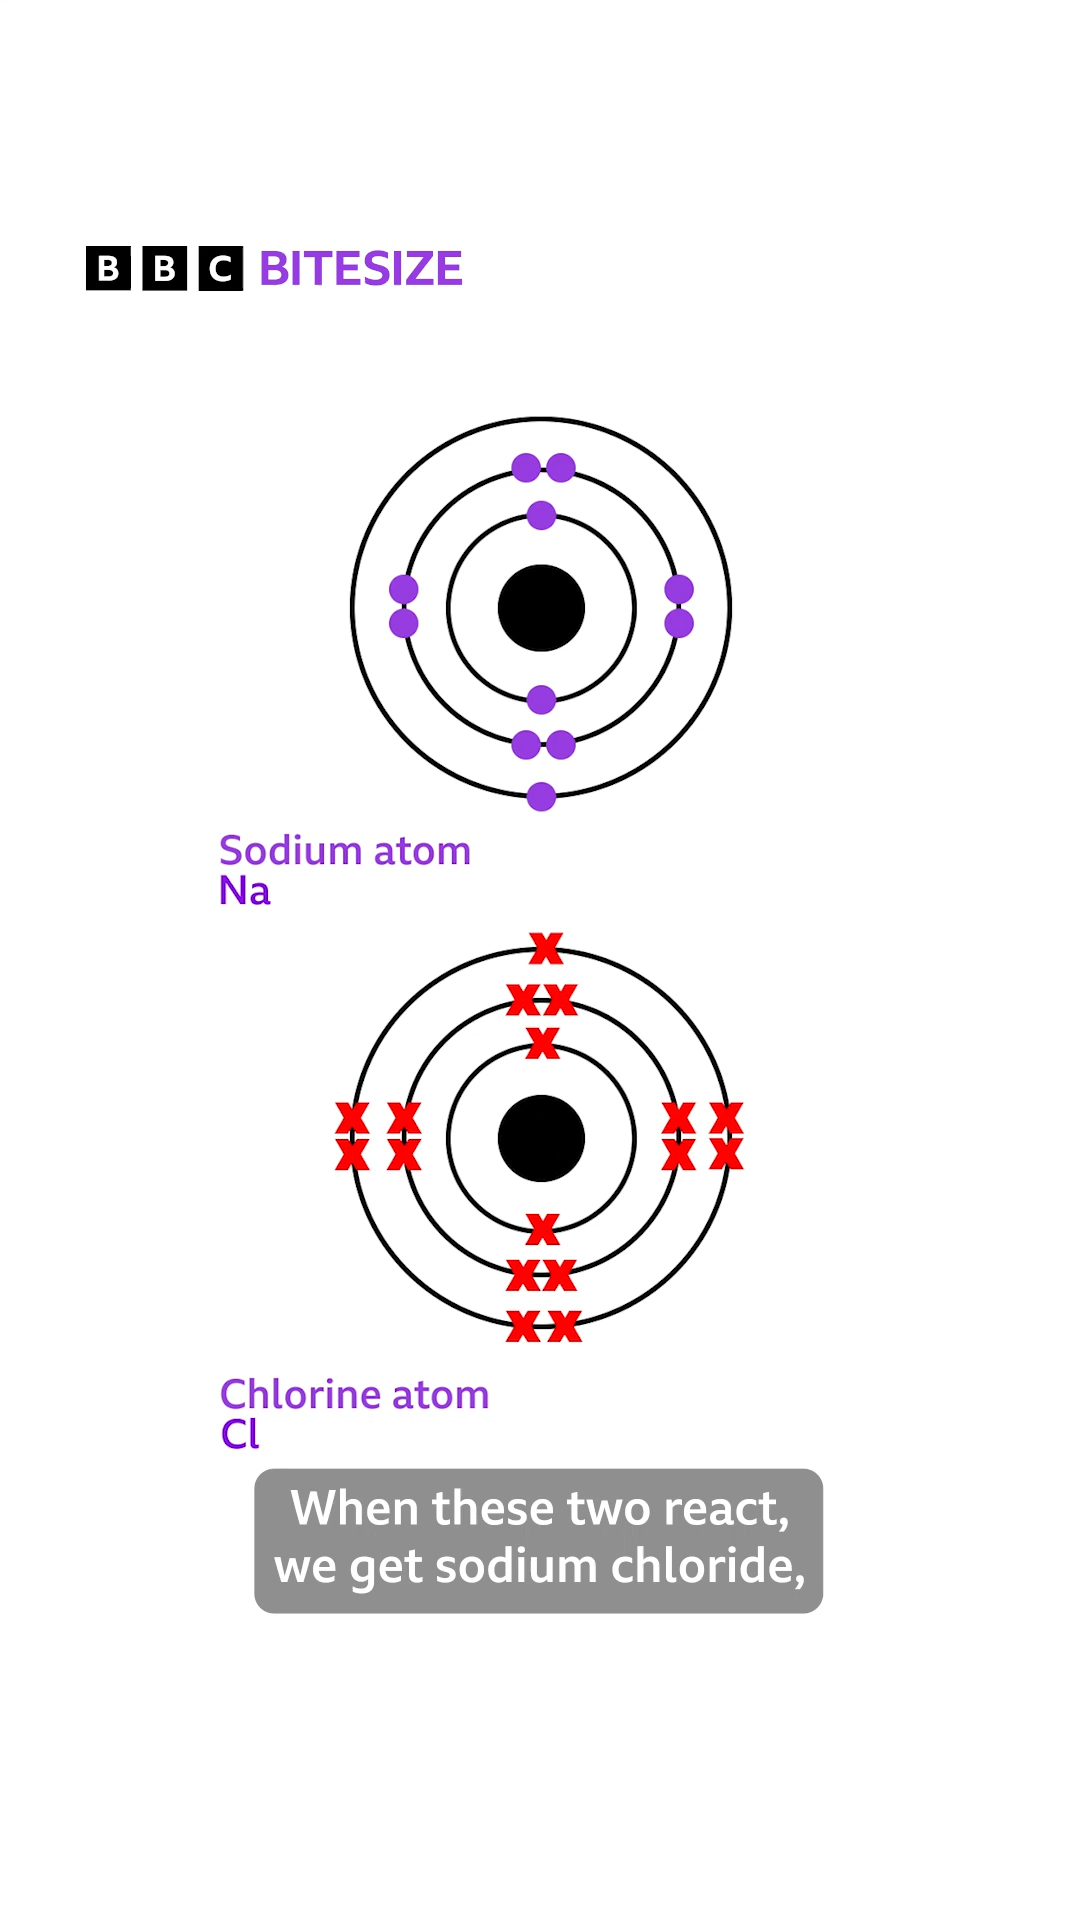 BBC BITESIZE
Sodium atom
Na
Chlorine atom
Cl
When these two react,
we get sodium chloride,